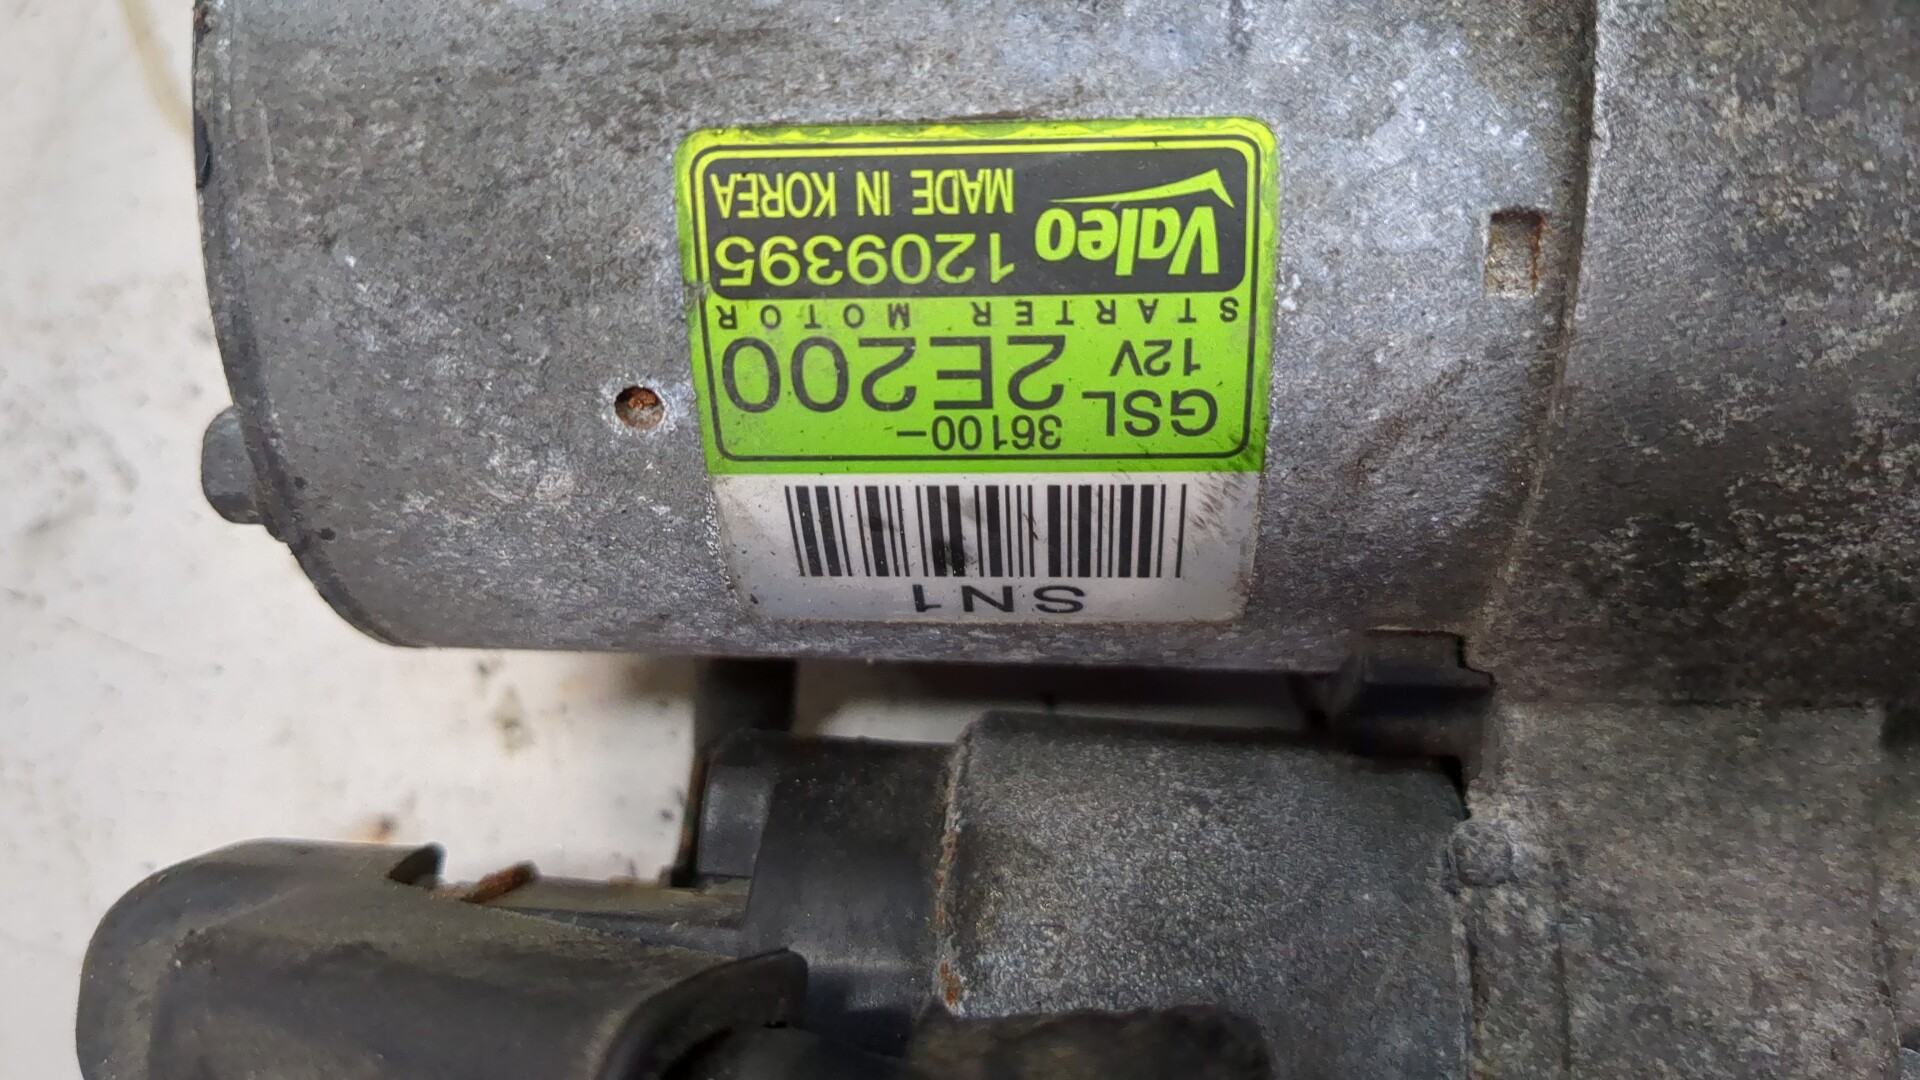 SN1
GSL 36100-
12V 2E200
STARTER MOTOR
Valeo 1209395
MADE IN KOREA